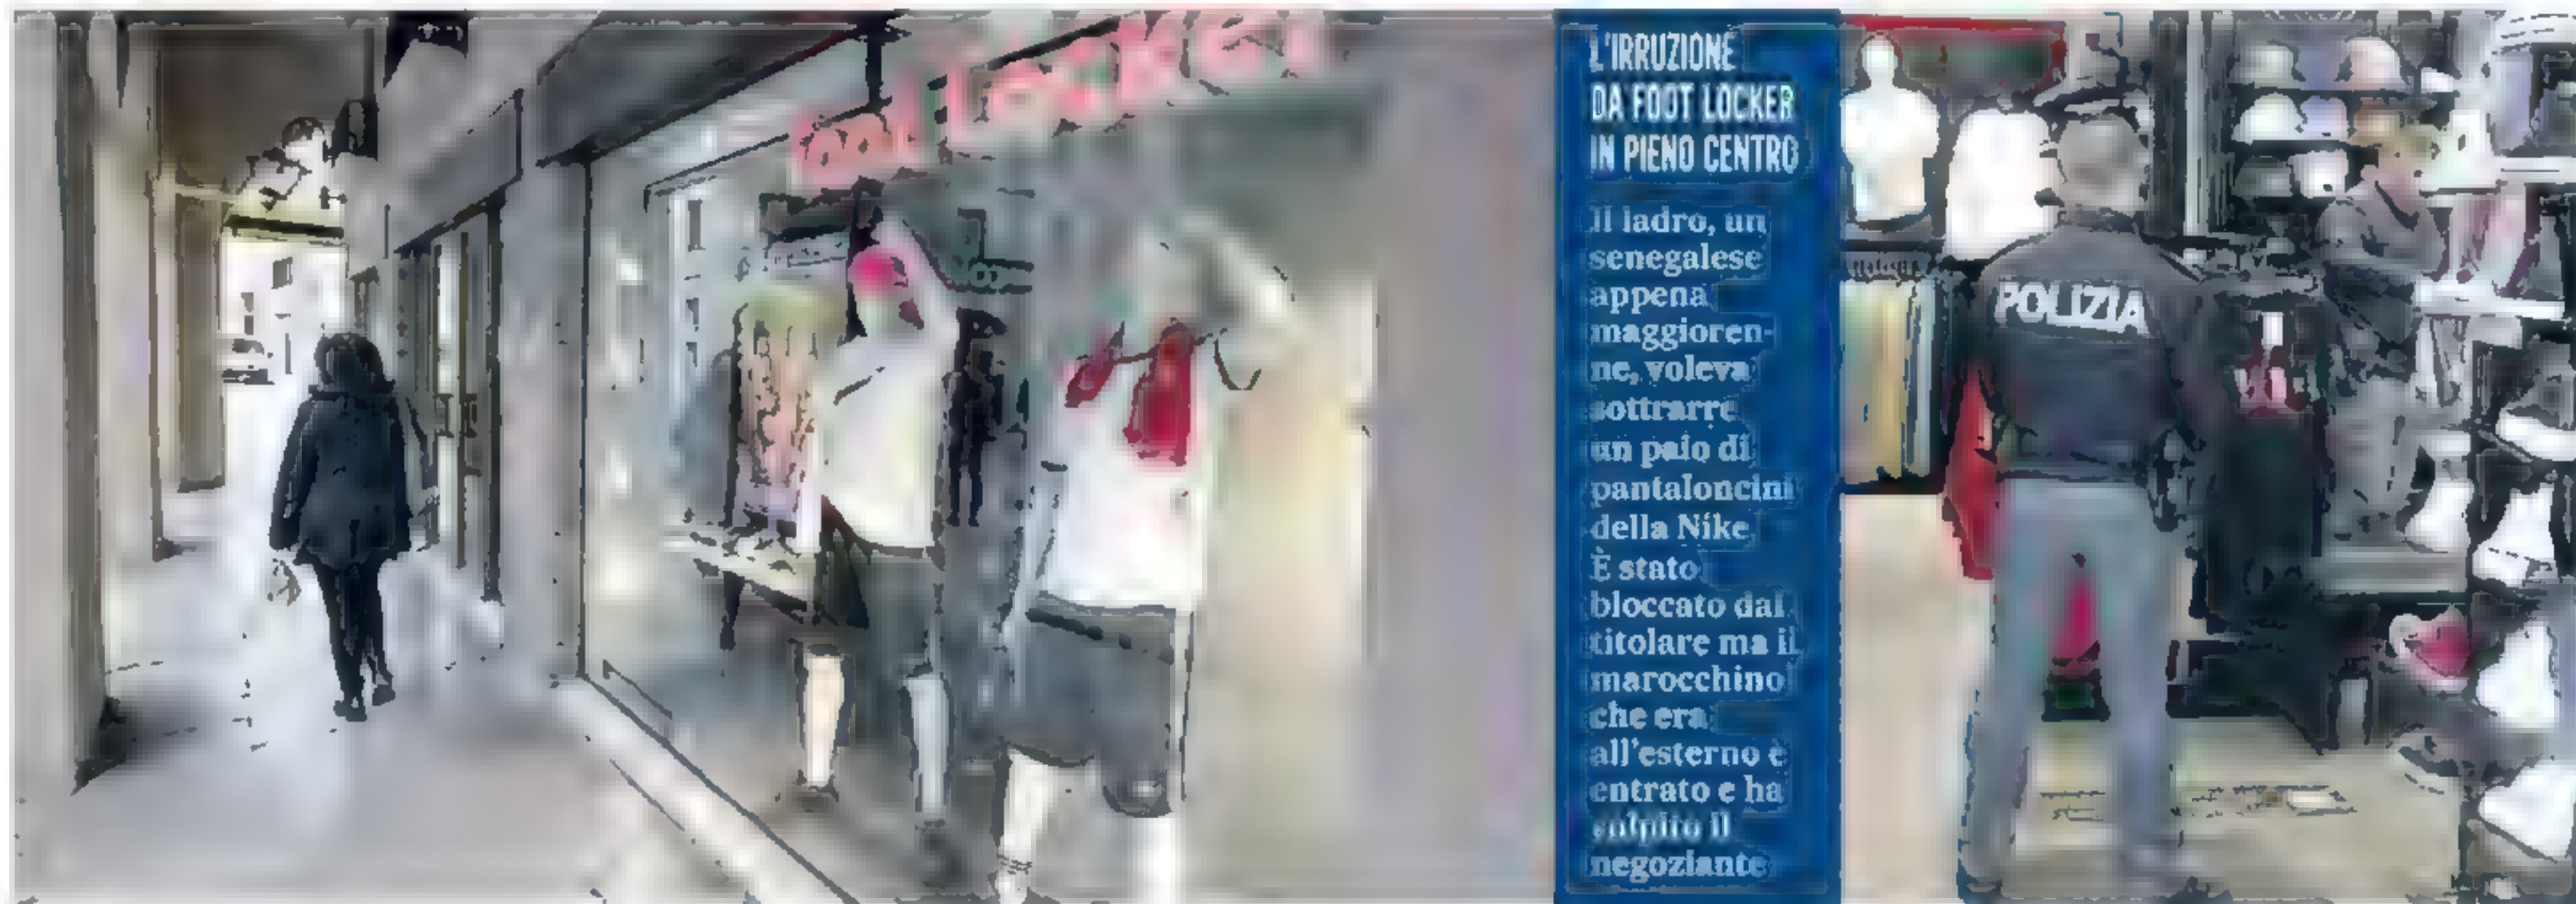 Locker
L'IRRUZIONE
DA FOOT LOCKER
IN PIENO CENTRO
Il ladro, un
senegalese
appena
maggioren-
ne, voleva
sottrarre
un paio di
pantaloncini
della Nike
È stato
bloccato dal
titolare ma il
marocchino
che era
all'esterno è
entrato e ha
colpito il
negoziante
POLIZIA